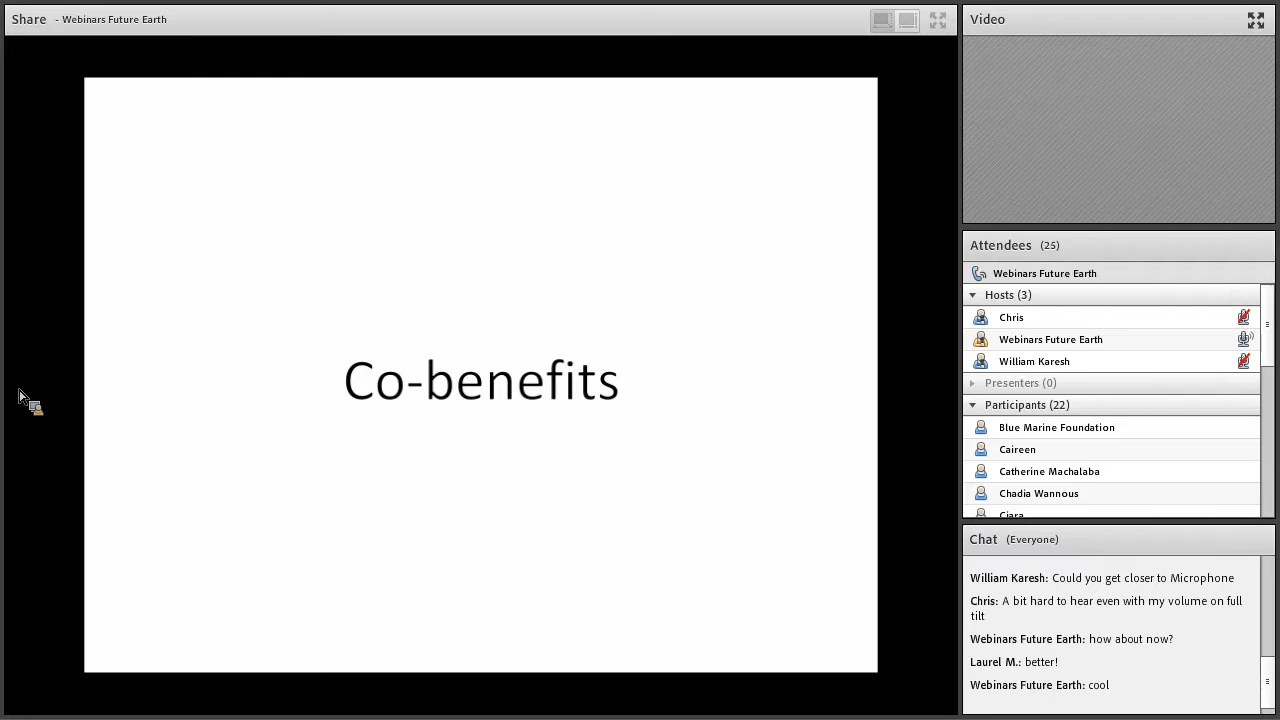 Share - Webinars Future Earth
Co-benefits
Video
Attendees (25)
Webinars Future Earth
Hosts (3)
Chris
Webinars Future Earth
William Karesh
Presenters (0)
Participants (22)
Blue Marine Foundation
Caireen
Catherine Machalaba
Chadia Wannous
Ciara
Chat (Everyone)
William Karesh: Could you get closer to Microphone
Chris: A bit hard to hear even with my volume on full
tilt
Webinars Future Earth: how about now?
Laurel M.: better!
Webinars Future Earth: cool